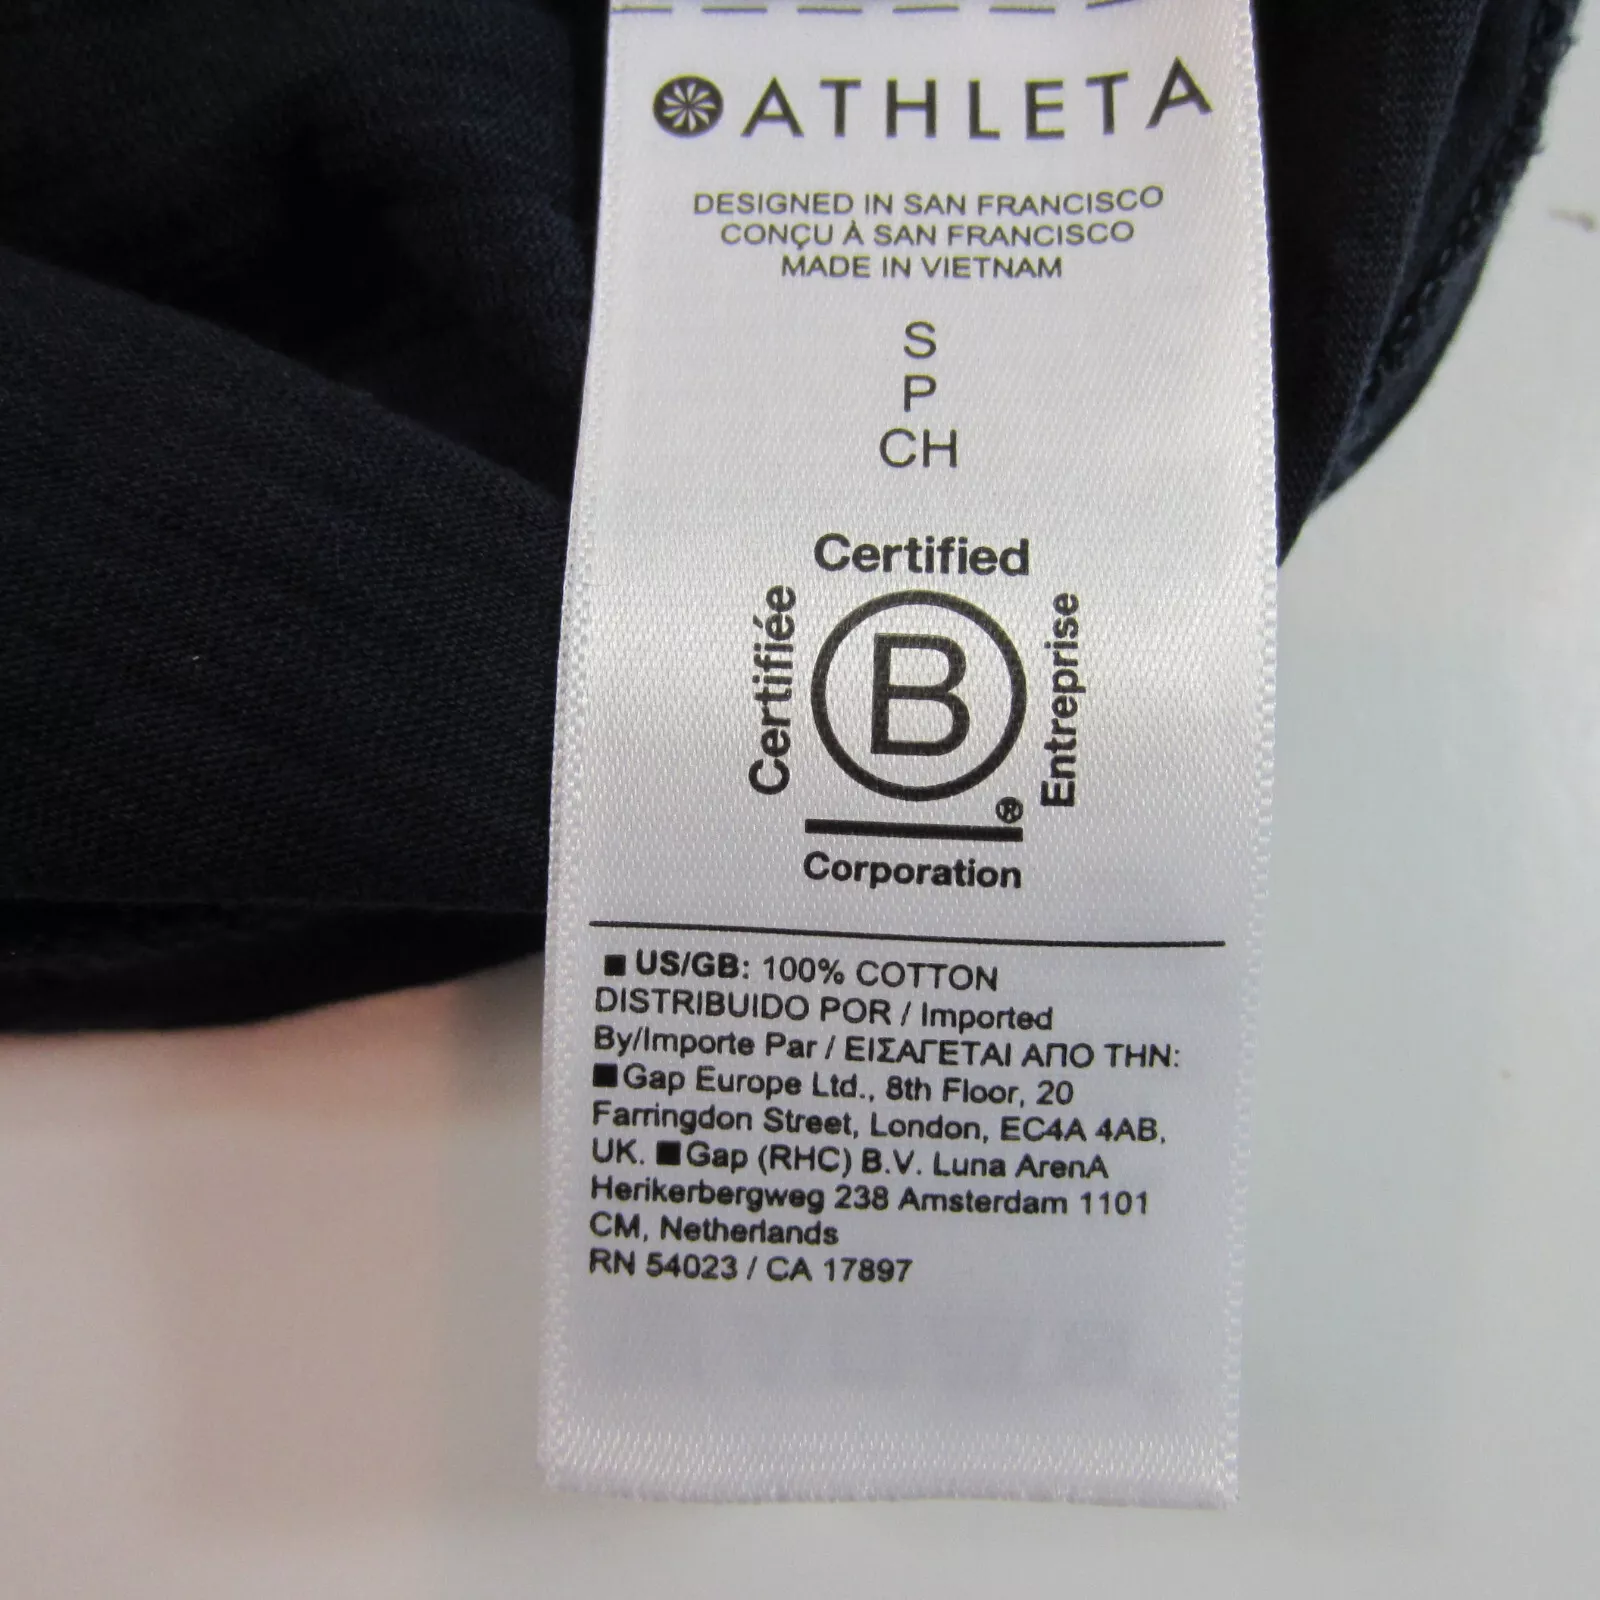 ATHLETA
DESIGNED IN SAN FRANCISCO
CONÇU À SAN FRANCISCO
MADE IN VIETNAM
S
P
CH
Certified
Certifiée
B
Entreprise
®
Corporation
■ US/GB: 100% COTTON
DISTRIBUIDO POR / Imported
By/Importe Par / ΕΙΣΑΓΕΤΑΙ ΑΠΟ ΤΗΝ:
■ Gap Europe Ltd., 8th Floor, 20
Farringdon Street, London, EC4A 4AB,
UK. ■ Gap (RHC) B.V. Luna ArenA
Herikerbergweg 238 Amsterdam 1101
CM, Netherlands
RN 54023 / CA 17897